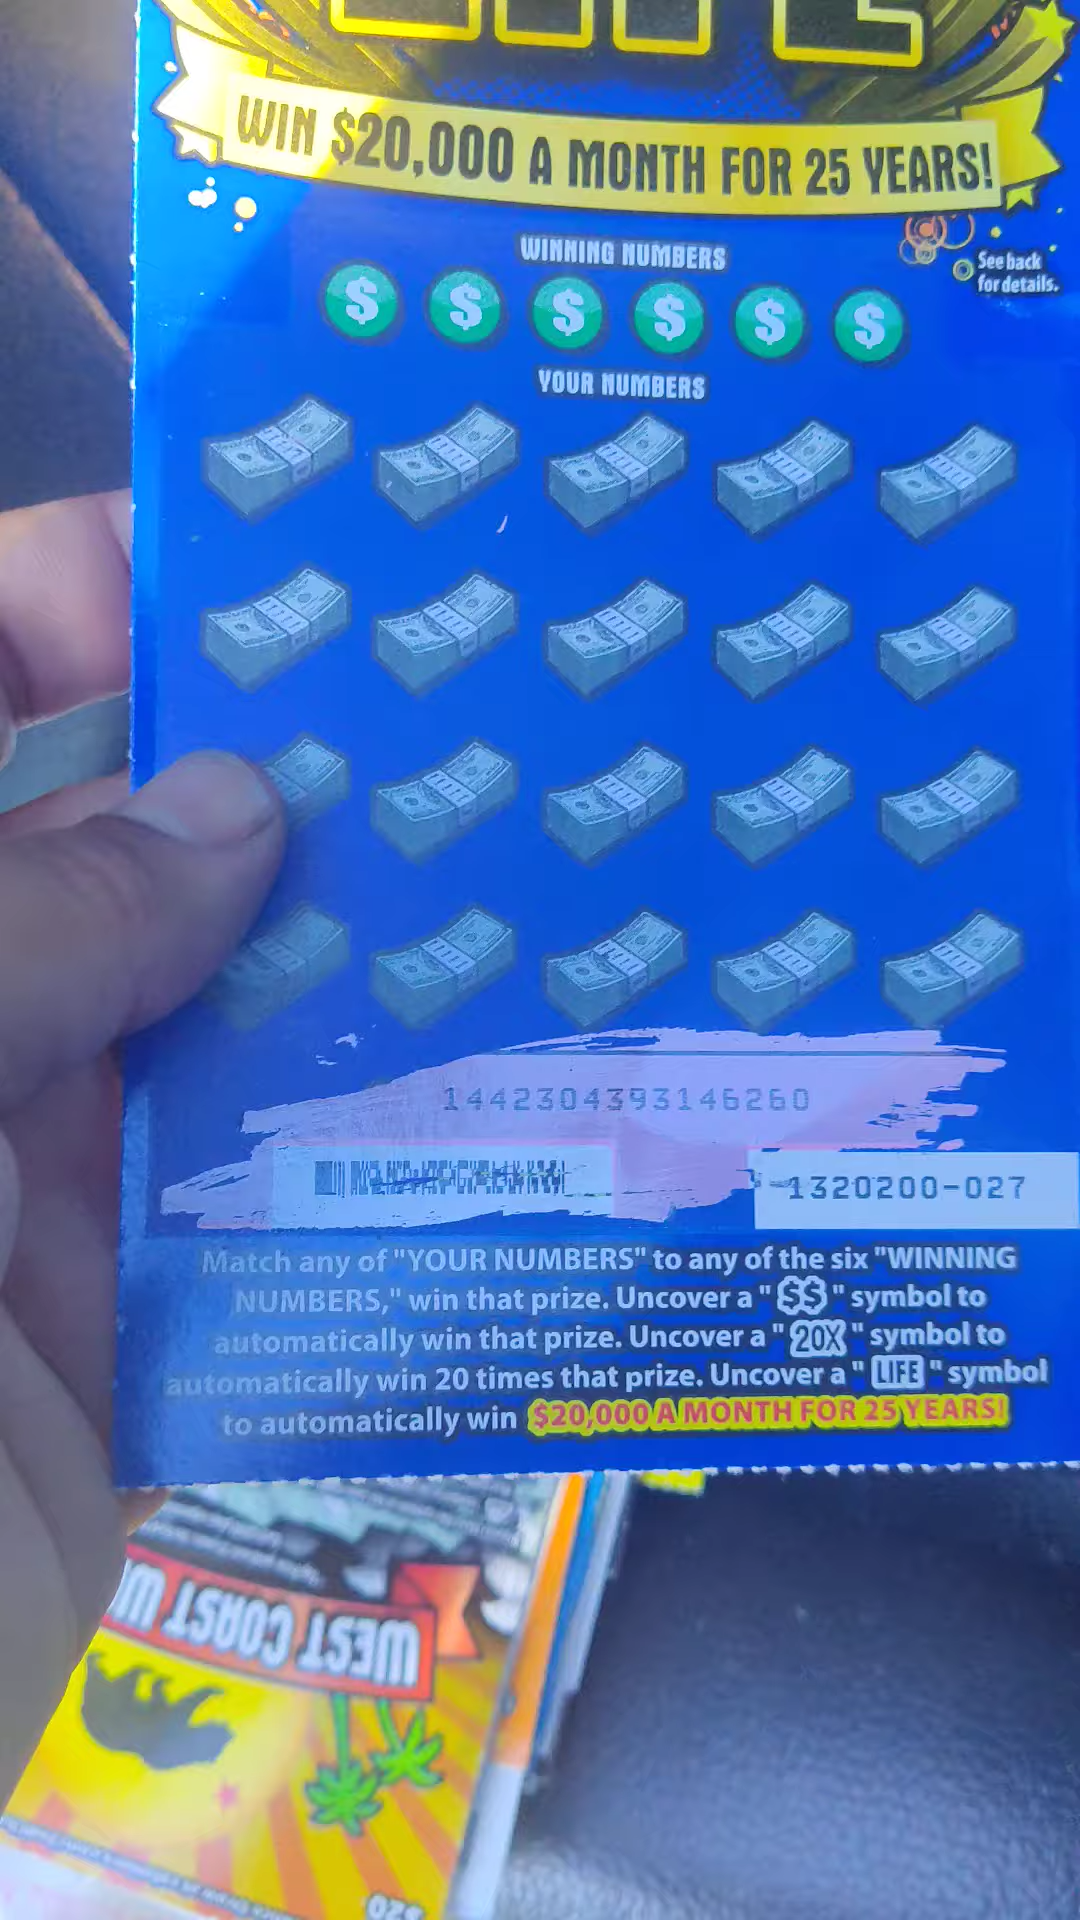 WIN $20,000 A MONTH FOR 25 YEARS!
WINNING NUMBERS
See back
for details.
$ $ $ $ $ $
YOUR NUMBERS
1442304393146260
1320200-027
Match any of "YOUR NUMBERS" to any of the six "WINNING
NUMBERS," win that prize. Uncover a "$$" symbol to
automatically win that prize. Uncover a "20X" symbol to
automatically win 20 times that prize. Uncover a "LIFE" symbol
to automatically win $20,000 A MONTH FOR 25 YEARS!
WEST COAST
$20